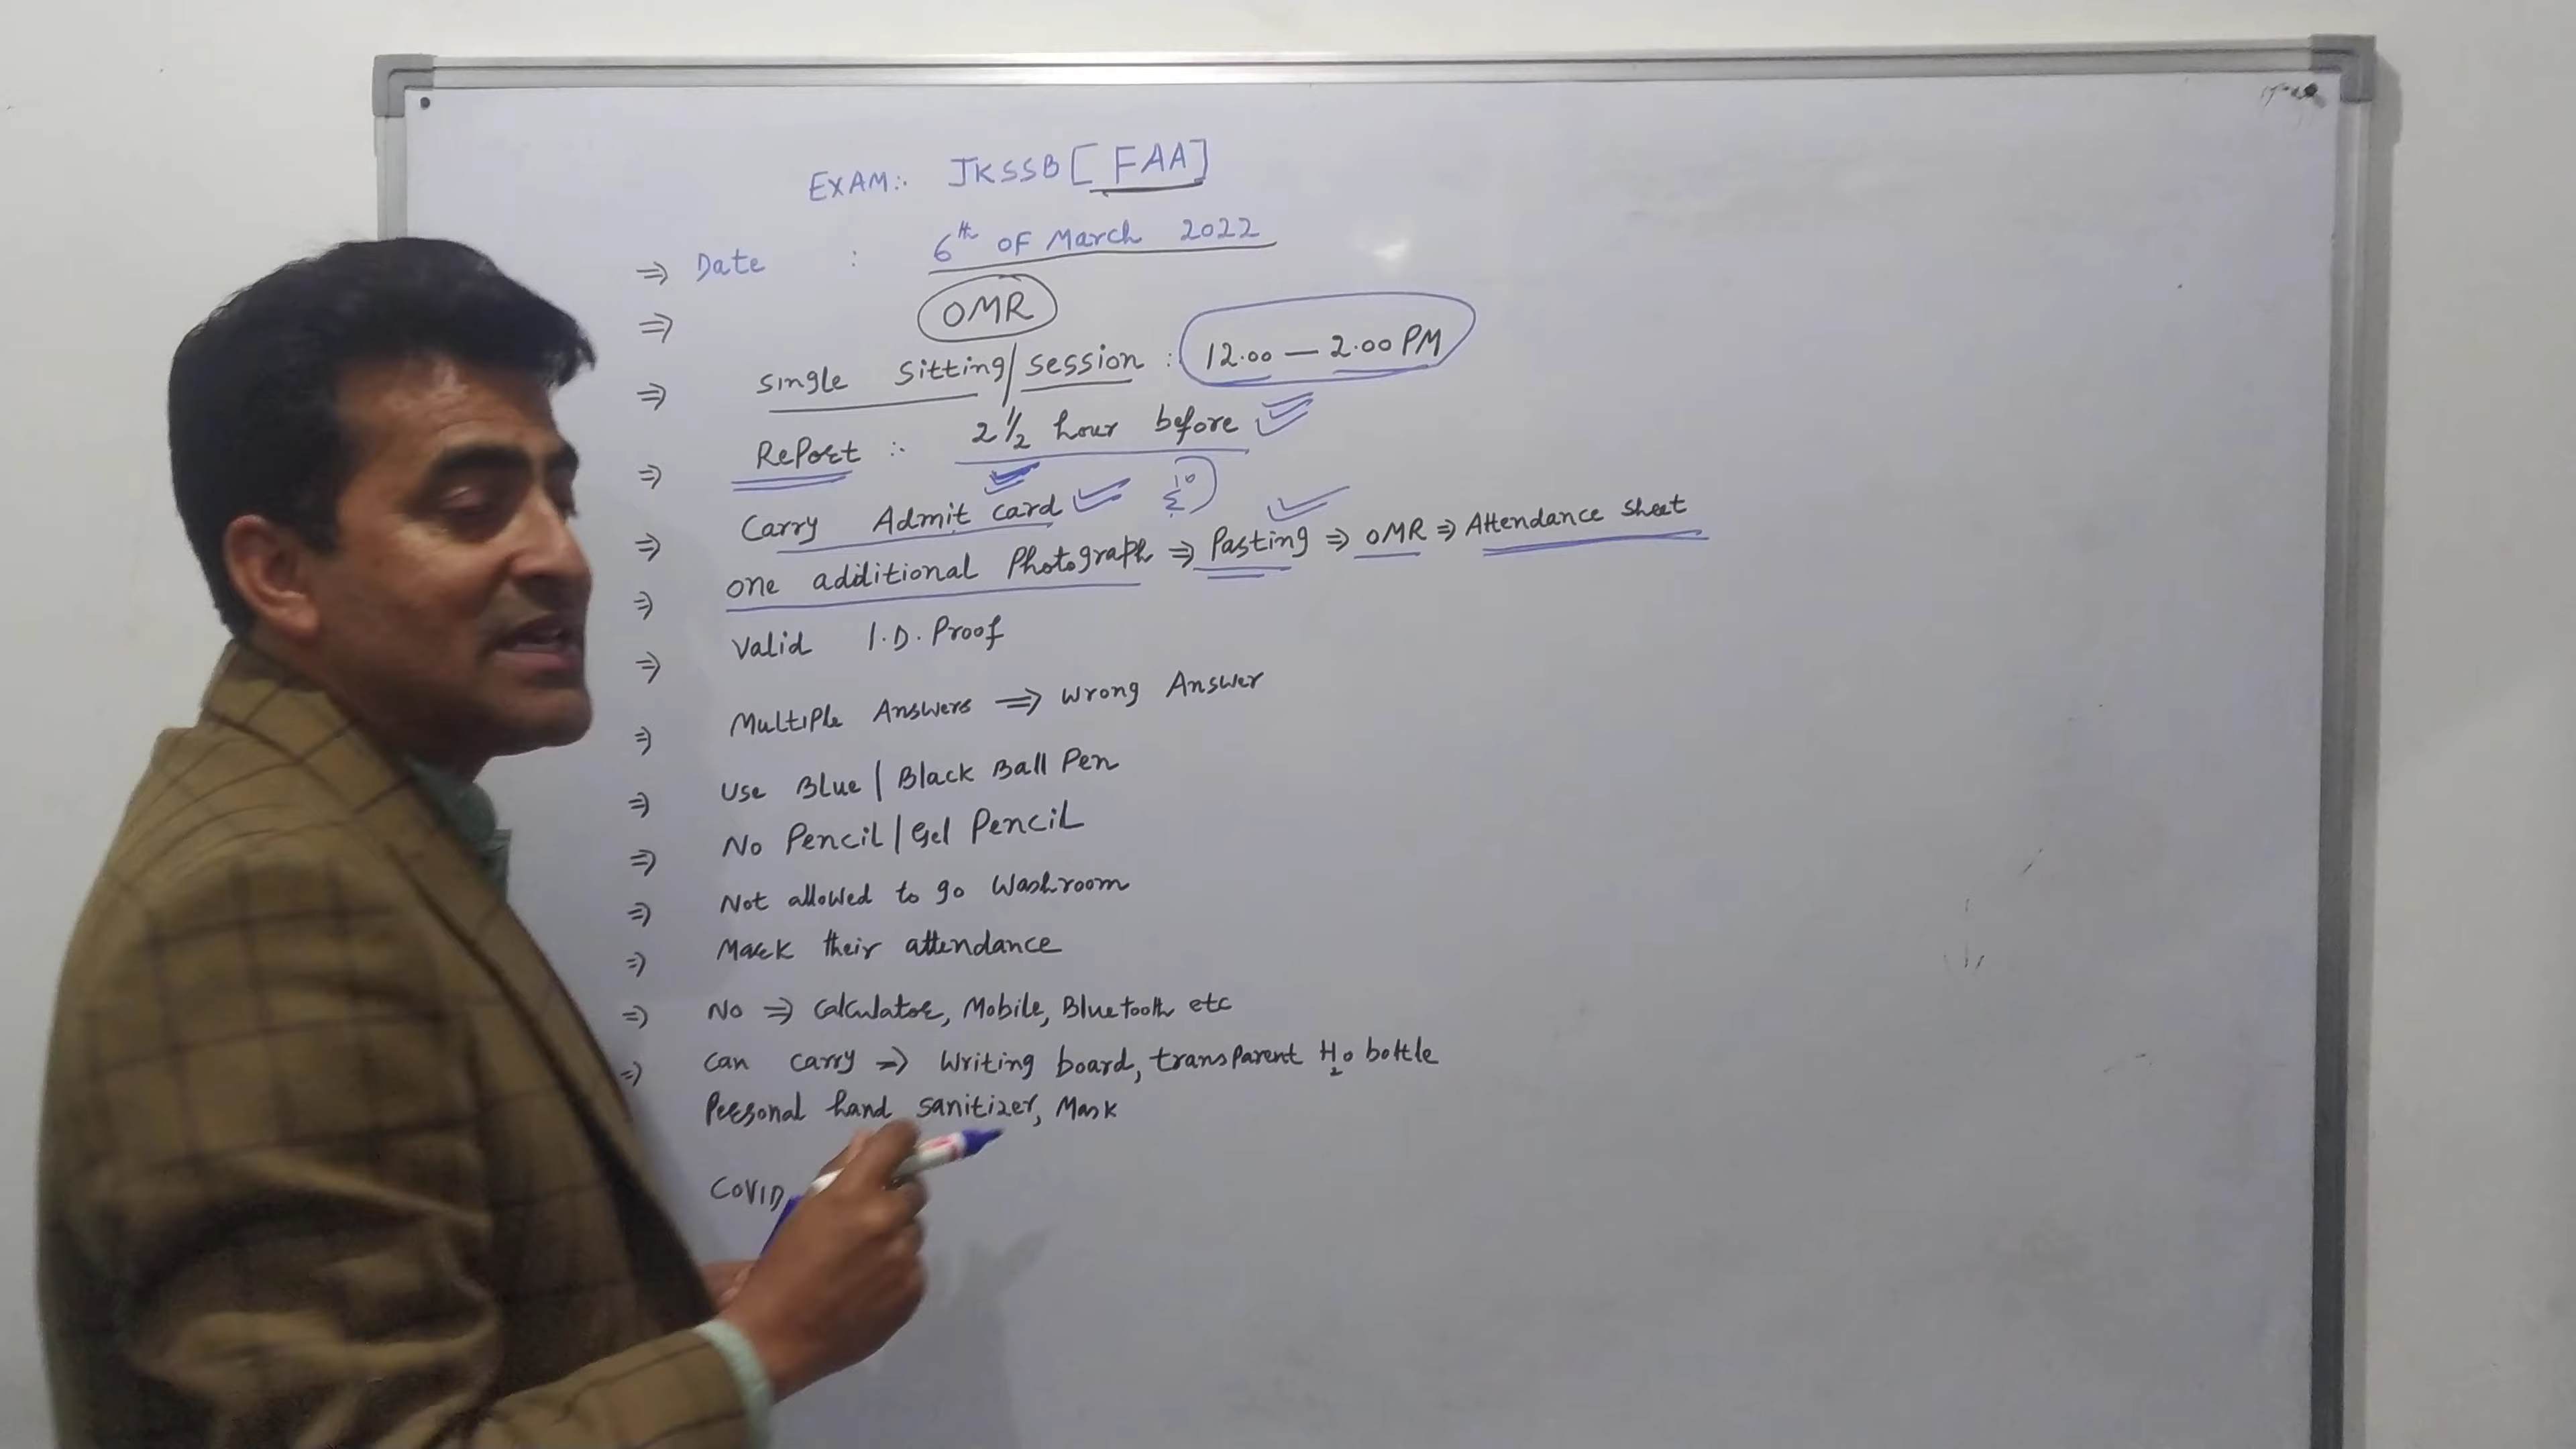 EXAM:. JKSSB [FAA]
⇒ Date : 6th OF March 2022
⇒ OMR
⇒ Single Sitting/Session : 12.00 — 2.00 PM
⇒ Report :. 2 1/2 hour before
⇒ Carry Admit card 10
⇒ One additional Photograph ⇒ Pasting ⇒ OMR ⇒ Attendance sheet
⇒ Valid I.D. Proof
⇒ Multiple Answers ⇒ Wrong Answer
⇒ Use Blue | Black Ball Pen
⇒ No Pencil | Gel Pencil
⇒ Not allowed to go Washroom
⇒ Mark their attendance
⇒ No ⇒ Calculator, Mobile, Bluetooth etc
⇒ Can carry ⇒ Writing board, transparent H2O bottle
Personal hand sanitizer, Mask
COVID